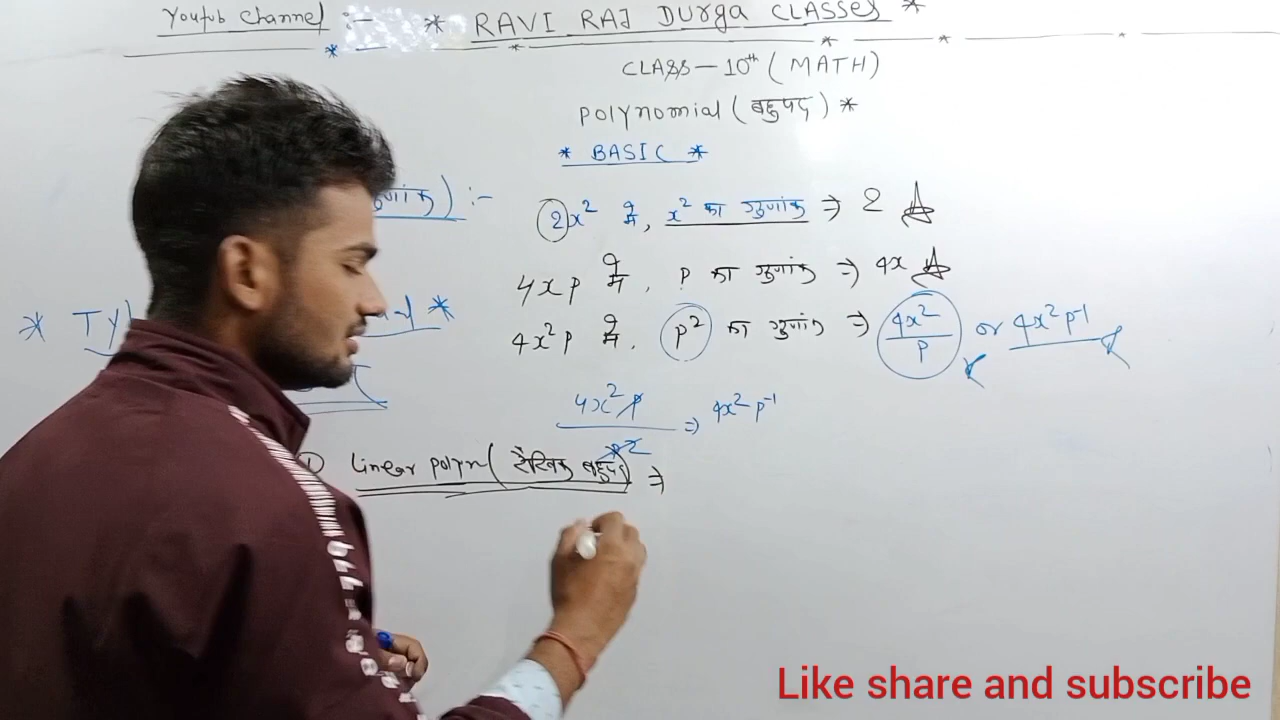 Youtub Channel :- * RAVI RAJ DURGA CLASSES *
CLASS-10th (MATH)
Polynomial (बहुपद) *
* BASIC *
गुणांक) :-
2x² में, x² का गुणांक ⇒ 2 A
4xp में, p का गुणांक ⇒ 4x A
* Ty *
4x²p में, p² का गुणांक ⇒ 4x²/p or 4x²p⁻¹
4x²p/p² ⇒ 4x²p⁻¹
① Linear polyn (रैखिक बहुपद) ⇒
Like share and subscribe